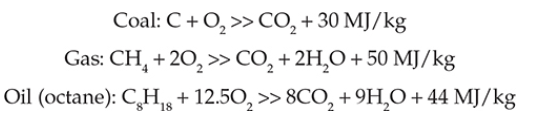 Coal: C + O₂ >> CO₂ + 30 MJ/kg
Gas: CH₄ + 2O₂ >> CO₂ + 2H₂O + 50 MJ/kg
Oil (octane): C₈H₁₈ + 12.5O₂ >> 8CO₂ + 9H₂O + 44 MJ/kg